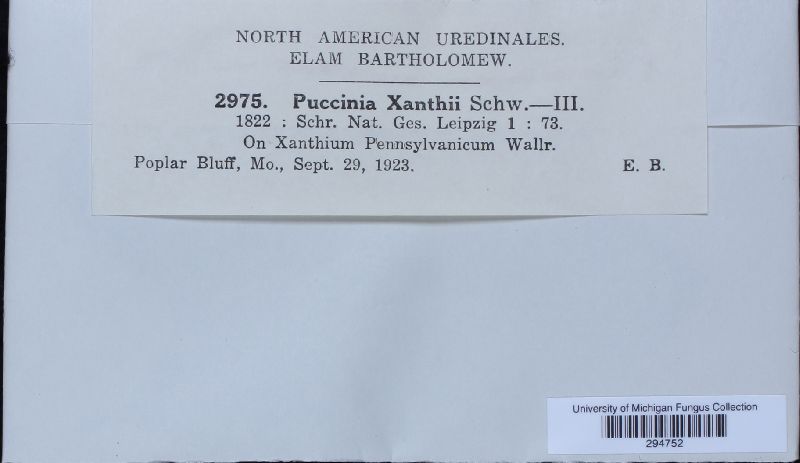 NORTH AMERICAN UREDINALES.
ELAM BARTHOLOMEW.
2975. Puccinia Xanthii Schw.—III.
1822 : Schr. Nat. Ges. Leipzig 1 : 73.
On Xanthium Pennsylvanicum Wallr.
Poplar Bluff, Mo., Sept. 29, 1923. E. B.
University of Michigan Fungus Collection
294752